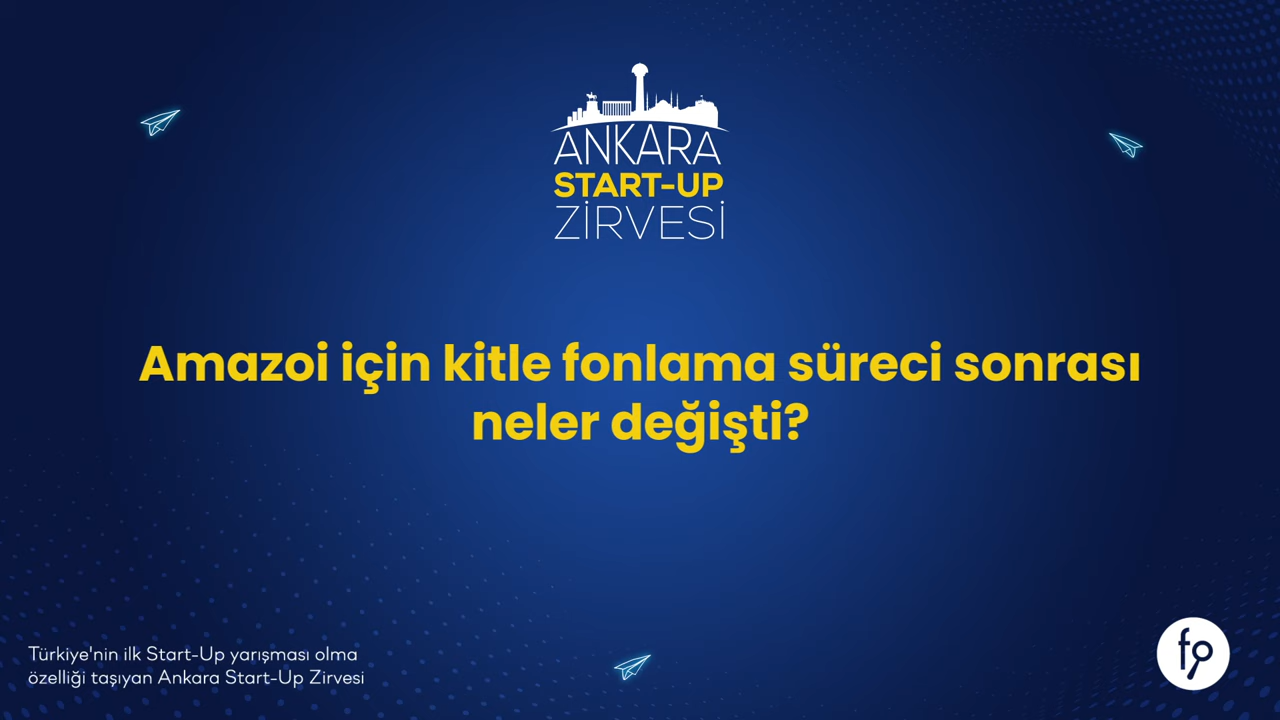 ANKARA
START-UP
ZİRVESİ
Amazoi için kitle fonlama süreci sonrası
neler değişti?
Türkiye'nin ilk Start-Up yarışması olma
özelliği taşıyan Ankara Start-Up Zirvesi
fo